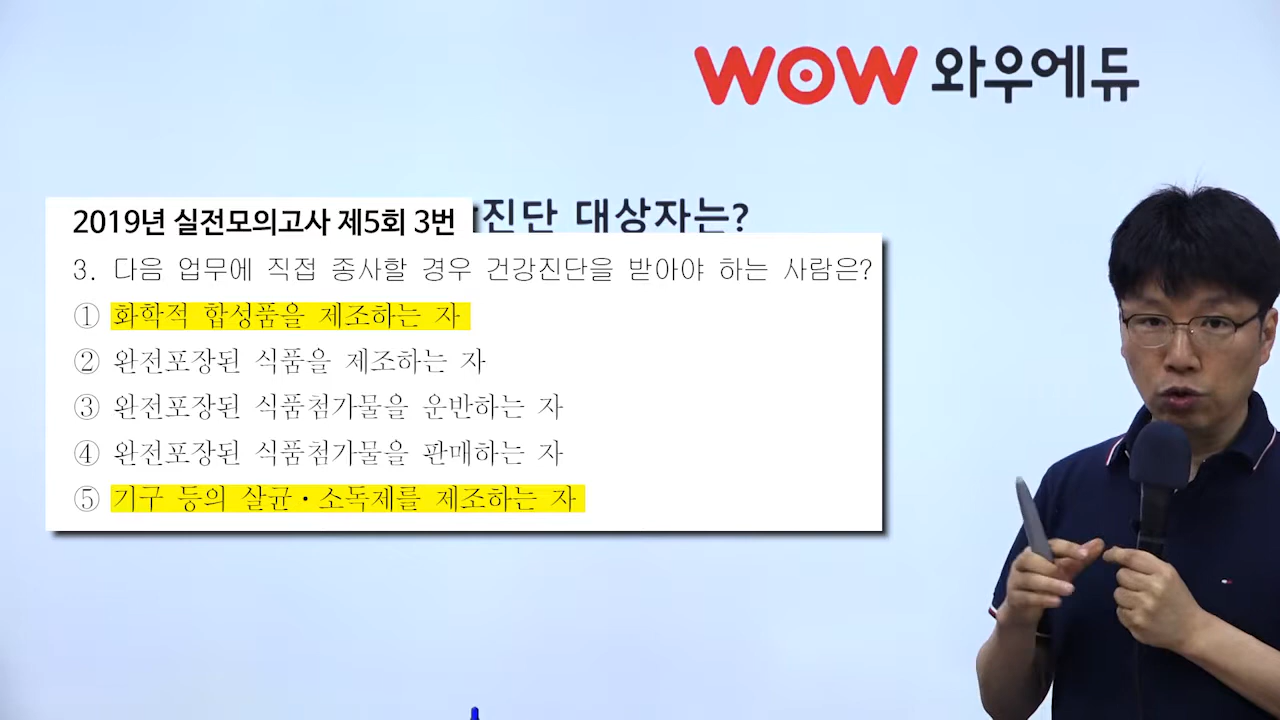 WOW 와우에듀
진단 대상자는?
2019년 실전모의고사 제5회 3번
3. 다음 업무에 직접 종사할 경우 건강진단을 받아야 하는 사람은?
① 화학적 합성품을 제조하는 자
② 완전포장된 식품을 제조하는 자
③ 완전포장된 식품첨가물을 운반하는 자
④ 완전포장된 식품첨가물을 판매하는 자
⑤ 기구 등의 살균·소독제를 제조하는 자